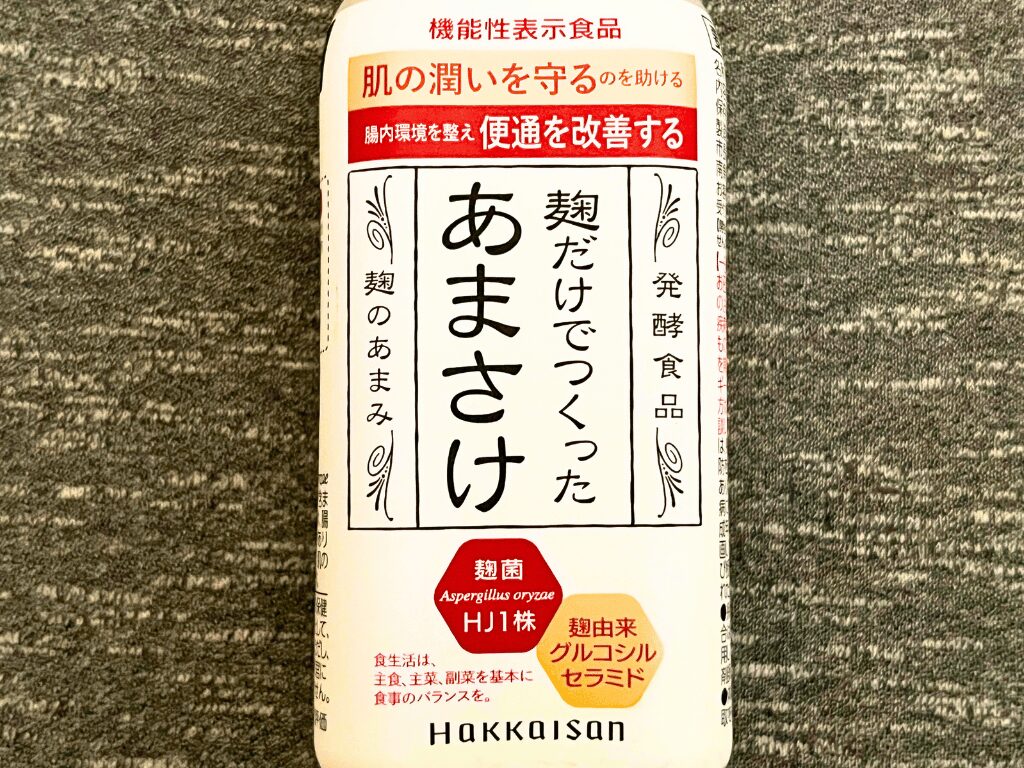 機能性表示食品
肌の潤いを守るのを助ける
腸内環境を整え便通を改善する
発酵食品
麹だけでつくった
あまさけ
麹のあまみ
麹菌
Aspergillus oryzae
HJ1株
麹由来
グルコシル
セラミド
食生活は、
主食、主菜、副菜を基本に
食事のバランスを。
HAKKAISAN